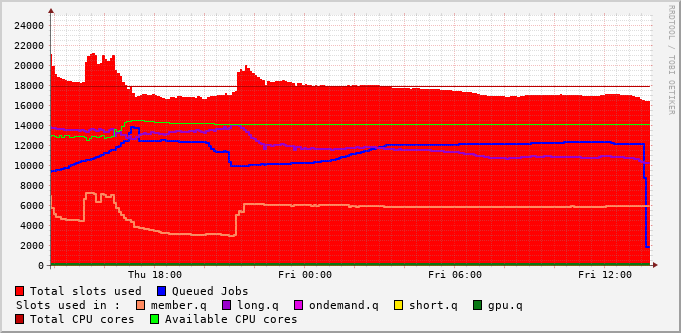 RRDTOOL / TOBI OETIKER
24000
22000
20000
18000
16000
14000
12000
10000
8000
6000
4000
2000
0
Thu 18:00 Fri 00:00 Fri 06:00 Fri 12:00
Total slots used Queued Jobs
Slots used in : member.q long.q ondemand.q short.q gpu.q
Total CPU cores Available CPU cores